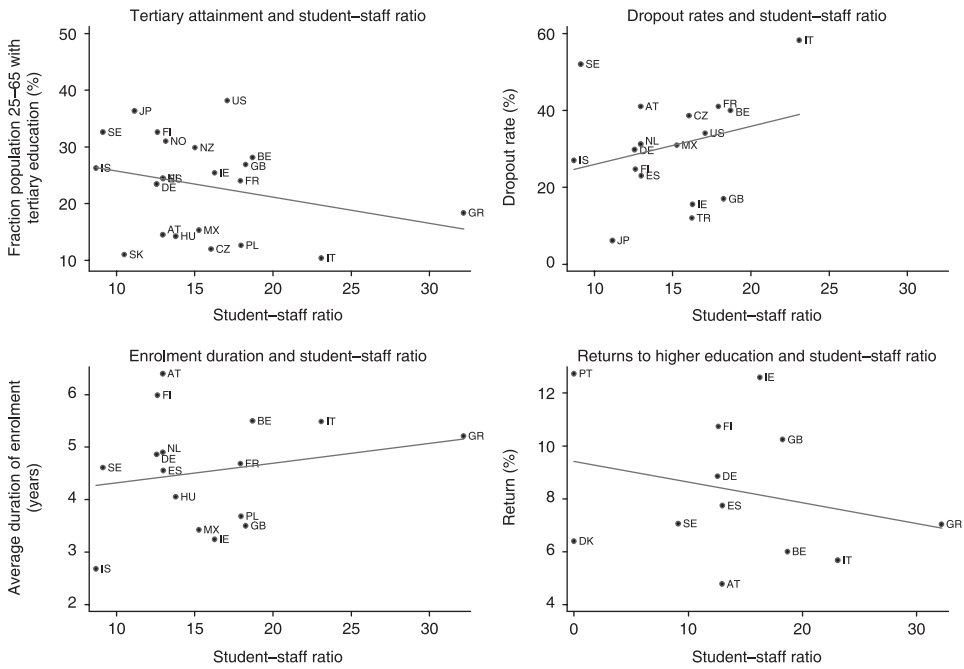 Tertiary attainment and student–staff ratio
Fraction population 25–65 with
tertiary education (%)
50
40
30
20
10
US
JP
SE
FI
NO
NZ
BE
GB
IS
IE
FR
DE
GR
AT
HU
MX
PL
CZ
SK
IT
10 15 20 25 30
Student–staff ratio
Dropout rates and student–staff ratio
Dropout rate (%)
60
40
20
0
IT
SE
AT
FR
BE
CZ
US
NL
MX
DE
IS
FI
ES
GB
IE
TR
JP
10 15 20 25 30
Student–staff ratio
Enrolment duration and student–staff ratio
Average duration of enrolment
(years)
6
5
4
3
2
AT
FI
BE
IT
GR
NL
DE
FR
SE
ES
HU
PL
GB
MX
IE
IS
10 15 20 25 30
Student–staff ratio
Returns to higher education and student–staff ratio
Return (%)
12
10
8
6
4
PT
IE
FI
GB
DE
ES
SE
GR
DK
BE
IT
AT
0 10 20 30
Student–staff ratio